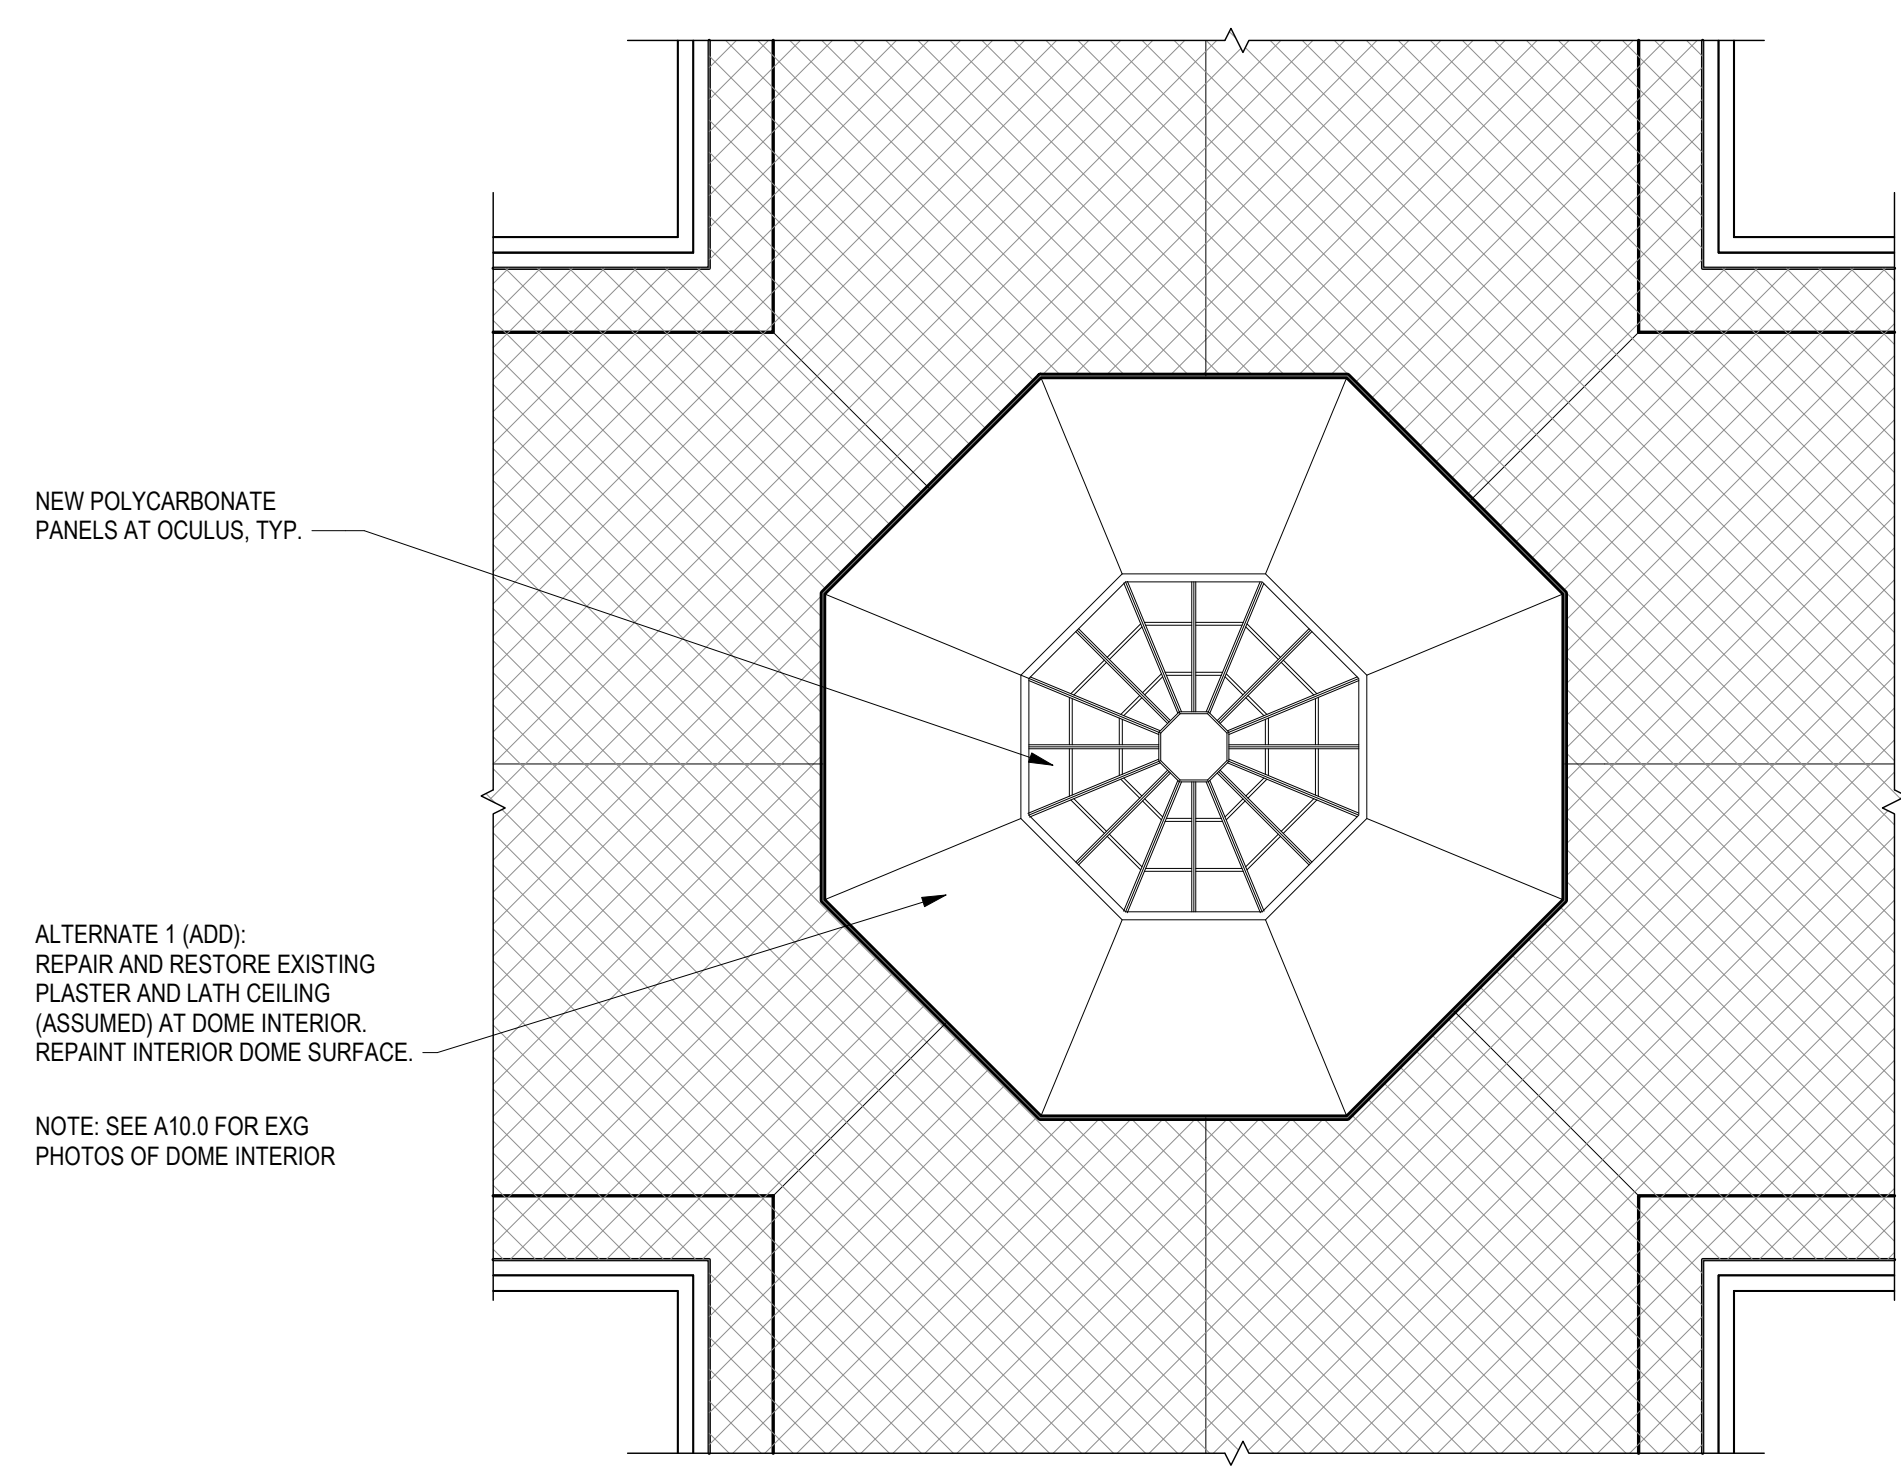 NEW POLYCARBONATE
PANELS AT OCULUS, TYP.
ALTERNATE 1 (ADD):
REPAIR AND RESTORE EXISTING
PLASTER AND LATH CEILING
(ASSUMED) AT DOME INTERIOR.
REPAINT INTERIOR DOME SURFACE.
NOTE: SEE A10.0 FOR EXG
PHOTOS OF DOME INTERIOR